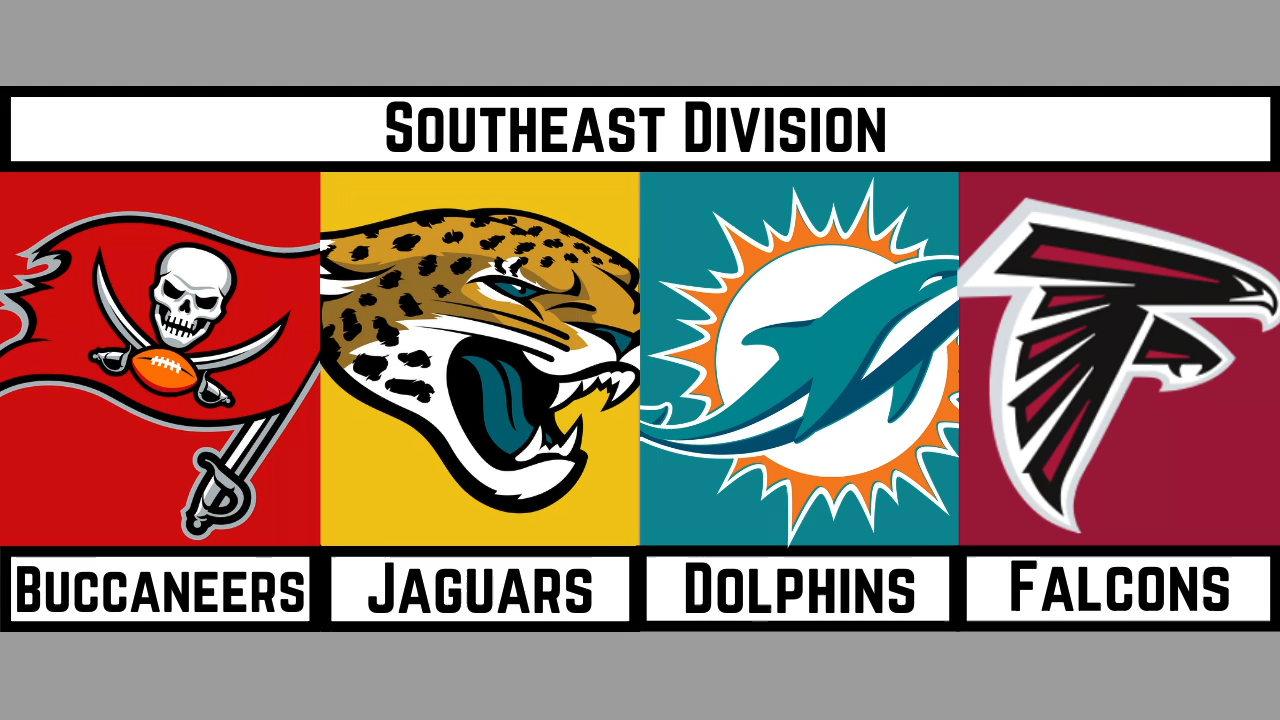 Southeast Division
Buccaneers
Jaguars
Dolphins
Falcons